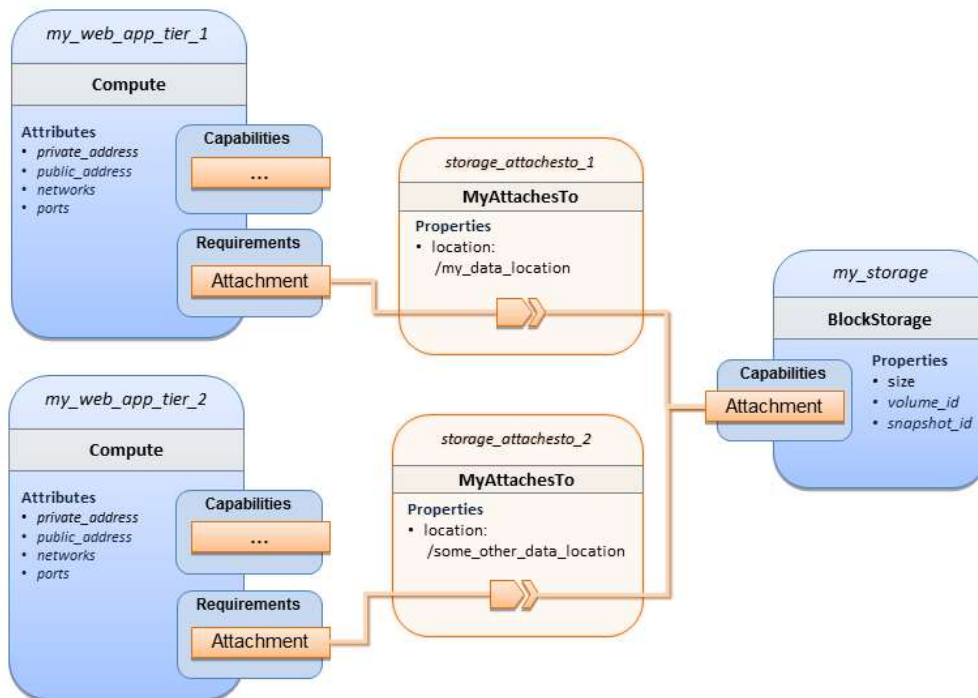 my_web_app_tier_1
Compute
Attributes
• private_address
• public_address
• networks
• ports
Capabilities
...
Requirements
Attachment
storage_attachesto_1
MyAttachesTo
Properties
• location:
/my_data_location
my_storage
BlockStorage
Properties
• size
• volume_id
• snapshot_id
Capabilities
Attachment
my_web_app_tier_2
Compute
Attributes
• private_address
• public_address
• networks
• ports
Capabilities
...
Requirements
Attachment
storage_attachesto_2
MyAttachesTo
Properties
• location:
/some_other_data_location